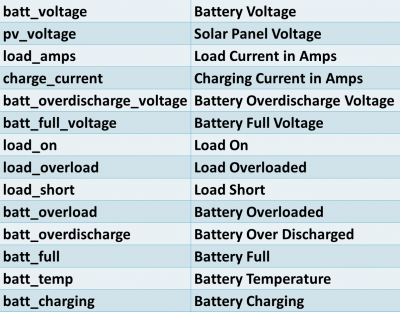 batt_voltage Battery Voltage
pv_voltage Solar Panel Voltage
load_amps Load Current in Amps
charge_current Charging Current in Amps
batt_overdischarge_voltage Battery Overdischarge Voltage
batt_full_voltage Battery Full Voltage
load_on Load On
load_overload Load Overloaded
load_short Load Short
batt_overload Battery Overloaded
batt_overdischarge Battery Over Discharged
batt_full Battery Full
batt_temp Battery Temperature
batt_charging Battery Charging